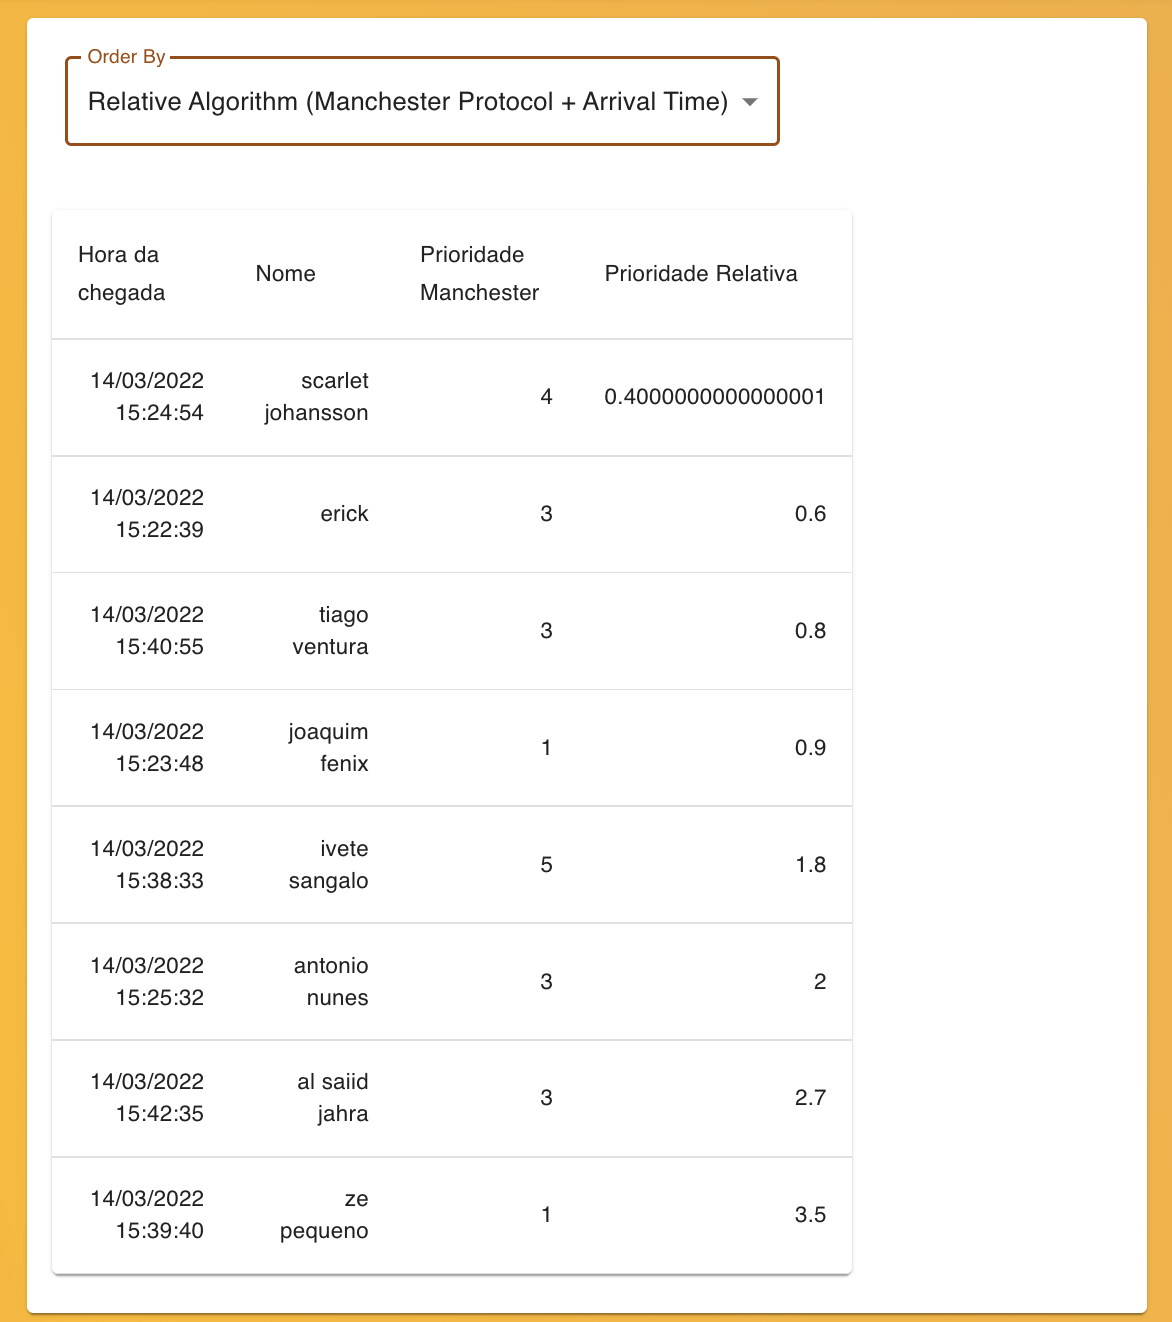 Order By
Relative Algorithm (Manchester Protocol + Arrival Time)
Hora da
chegada
Nome
Prioridade
Manchester
Prioridade Relativa
14/03/2022
15:24:54
scarlet
johansson
4
0.4000000000000001
14/03/2022
15:22:39
erick
3
0.6
14/03/2022
15:40:55
tiago
ventura
3
0.8
14/03/2022
15:23:48
joaquim
fenix
1
0.9
14/03/2022
15:38:33
ivete
sangalo
5
1.8
14/03/2022
15:25:32
antonio
nunes
3
2
14/03/2022
15:42:35
al saiid
jahra
3
2.7
14/03/2022
15:39:40
ze
pequeno
1
3.5